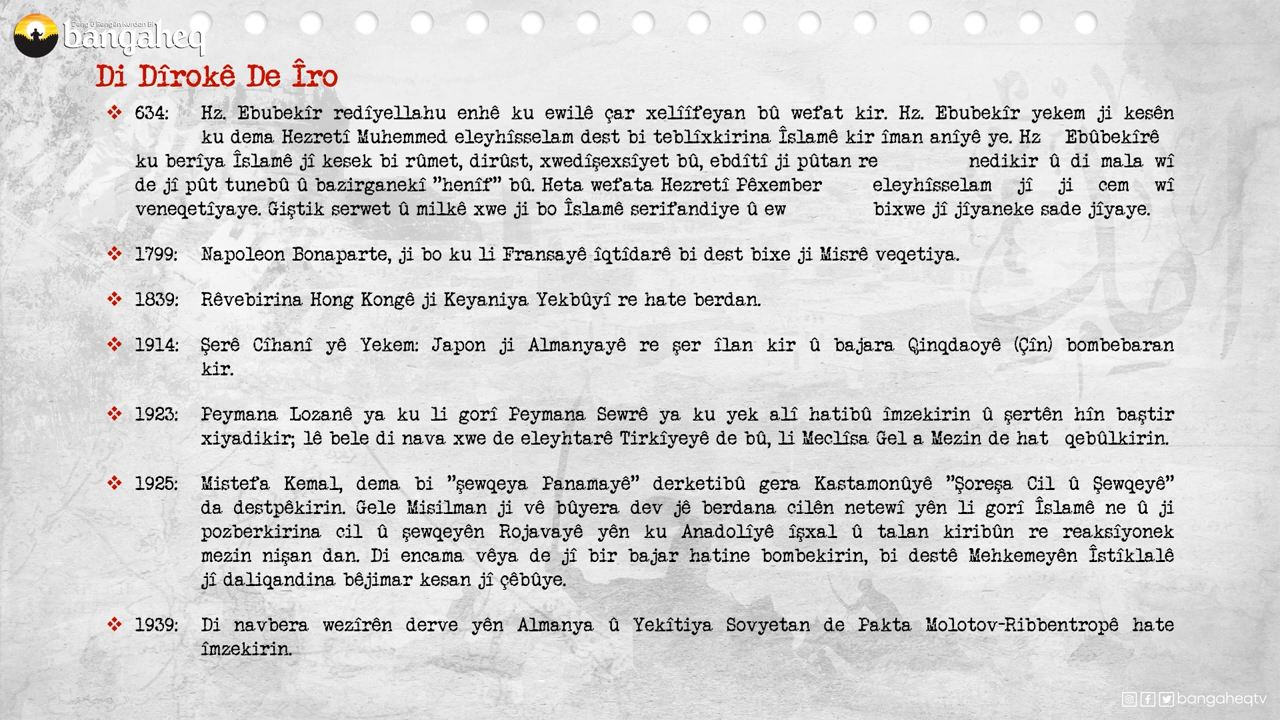 bangaheq
Di Dîrokê De Îro
❖ 634: Hz. Ebubekîr redîyellahu enhê ku ewilê çar xelîîfeyan bû wefat kir. Hz. Ebubekîr yekem ji kesên
ku dema Hezretî Muhemmed eleyhîsselam dest bi teblîxkirina Îslamê kir îman anîyê ye. Hz Ebûbekîrê
ku berîya Îslamê jî kesek bi rûmet, dirûst, xwedîşexsîyet bû, ebdîtî ji pûtan re nedikir û di mala wî
de jî pût tunebû û bazirganekî "henîf" bû. Heta wefata Hezretî Pêxember eleyhîsselam jî ji cem wî
veneqetîyaye. Giştik serwet û milkê xwe ji bo Îslamê serifandiye û ew bixwe jî jîyaneke sade jîyaye.
❖ 1799: Napoleon Bonaparte, ji bo ku li Fransayê îqtîdarê bi dest bixe ji Misrê veqetiya.
❖ 1839: Rêvebirina Hong Kongê ji Keyaniya Yekbûyî re hate berdan.
❖ 1914: Şerê Cîhanî yê Yekem: Japon ji Almanyayê re şer îlan kir û bajara Qinqdaoyê (Çîn) bombebaran
kir.
❖ 1923: Peymana Lozanê ya ku li gorî Peymana Sewrê ya ku yek alî hatibû îmzekirin û şertên hîn baştir
xiyadikir; lê bele di nava xwe de eleyhtarê Tirkîyeyê de bû, li Meclîsa Gel a Mezin de hat qebûlkirin.
❖ 1925: Mistefa Kemal, dema bi "şewqeya Panamayê" derketibû gera Kastamonûyê "Şoreşa Cil û Şewqeyê"
da destpêkirin. Gele Misilman ji vê bûyera dev jê berdana cilên netewî yên li gorî Îslamê ne û ji
pozberkirina cil û şewqeyên Rojavayê yên ku Anadolîyê îşxal û talan kiribûn re reaksîyonek
mezin nişan dan. Di encama vêya de jî bir bajar hatine bombekirin, bi destê Mehkemeyên Îstîklalê
jî daliqandina bêjimar kesan jî çêbûye.
❖ 1939: Di navbera wezîrên derve yên Almanya û Yekîtiya Sovyetan de Pakta Molotov-Ribbentropê hate
îmzekirin.
bangaheqtv